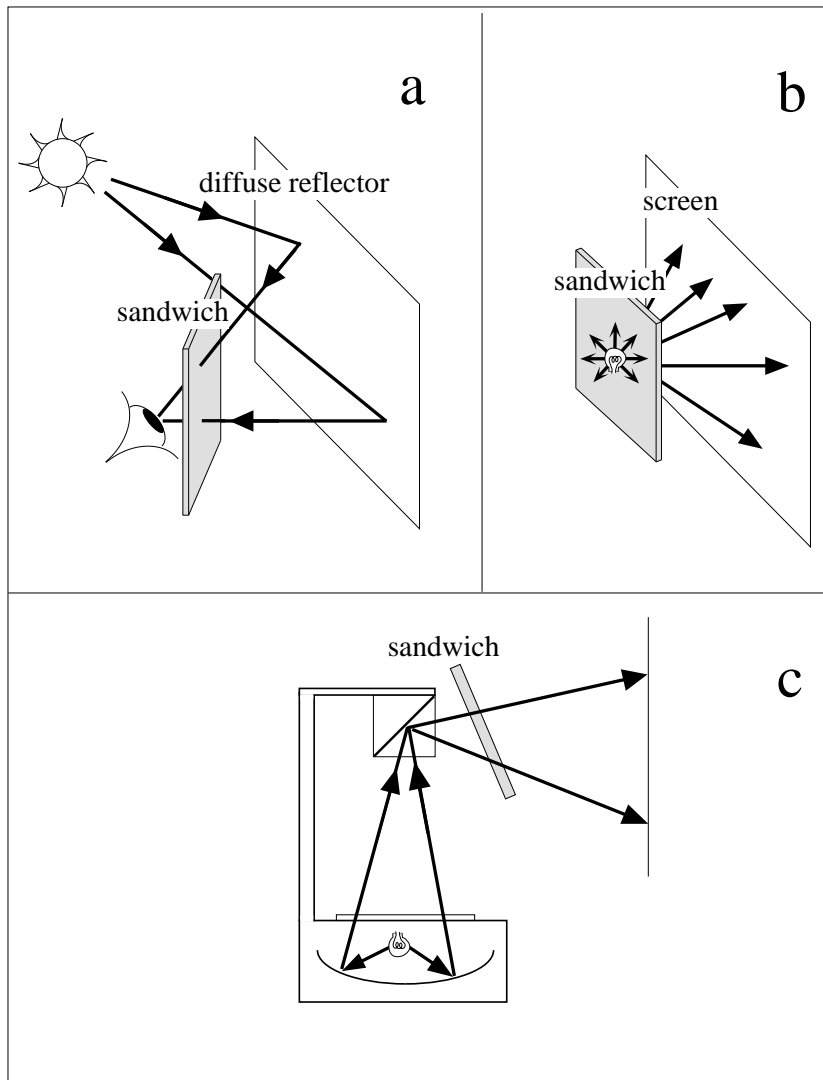 a
diffuse reflector
sandwich
b
screen
sandwich
c
sandwich